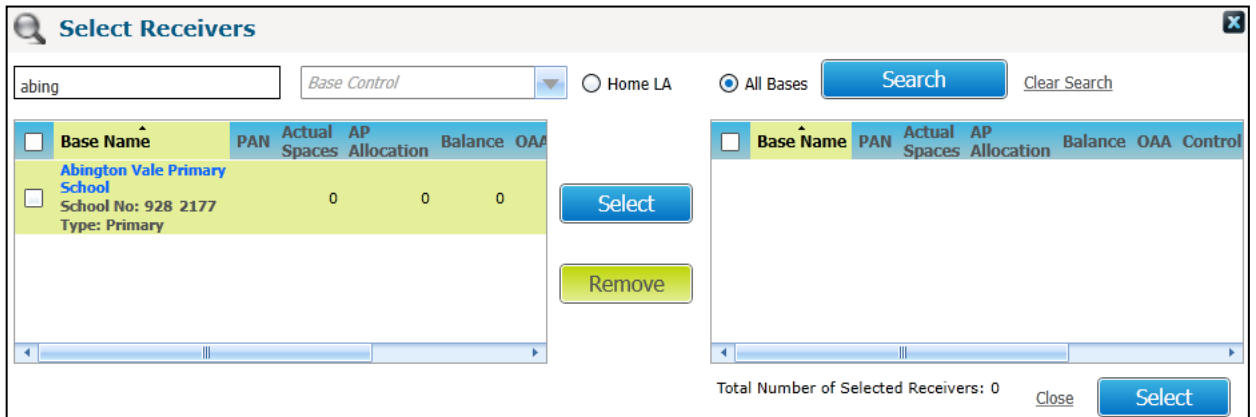 Select Receivers
abing
Base Control
Home LA
All Bases
Search
Clear Search
Base Name PAN Actual Spaces AP Allocation Balance OAA
Abington Vale Primary
School
School No: 928 2177
Type: Primary
0 0 0
Select
Remove
Base Name PAN Actual Spaces AP Allocation Balance OAA Control
Total Number of Selected Receivers: 0
Close
Select